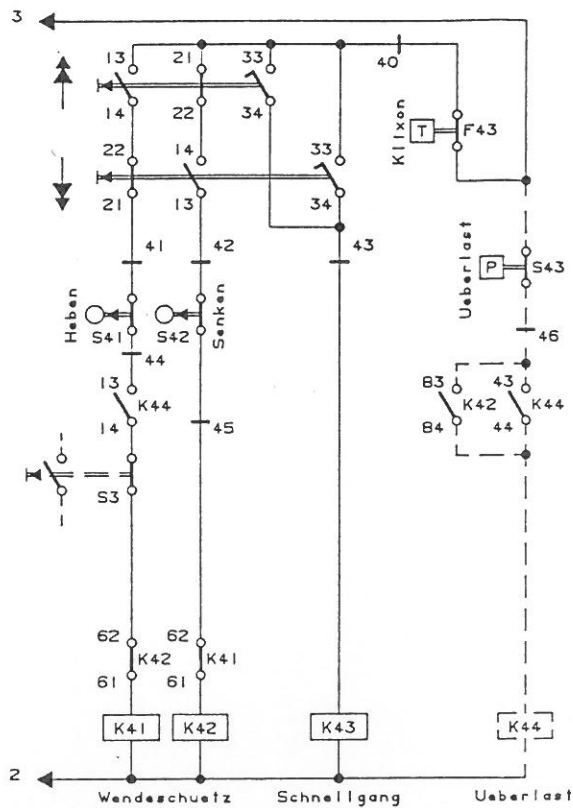 3
13 21 33 40
14 22 34
T F43
Klixon
22 14 33
21 13 34
41 42 43
P S43
Ueberlast
Heben S41 S42 Senken
46
44
13 83 43
K44 K42 K44
14 45 84 44
S3
62 62
K42 K41
61 61
K41 K42 K43 K44
2
Wendeschuetz Schnellgang Ueberlast